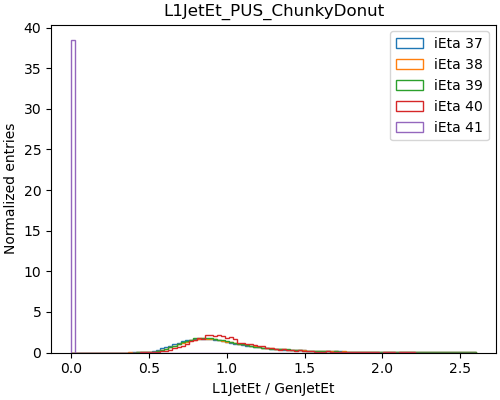 L1JetEt_PUS_ChunkyDonut
40
35
30
25
20
15
10
5
0
Normalized entries
iEta 37
iEta 38
iEta 39
iEta 40
iEta 41
0.0 0.5 1.0 1.5 2.0 2.5
L1JetEt / GenJetEt